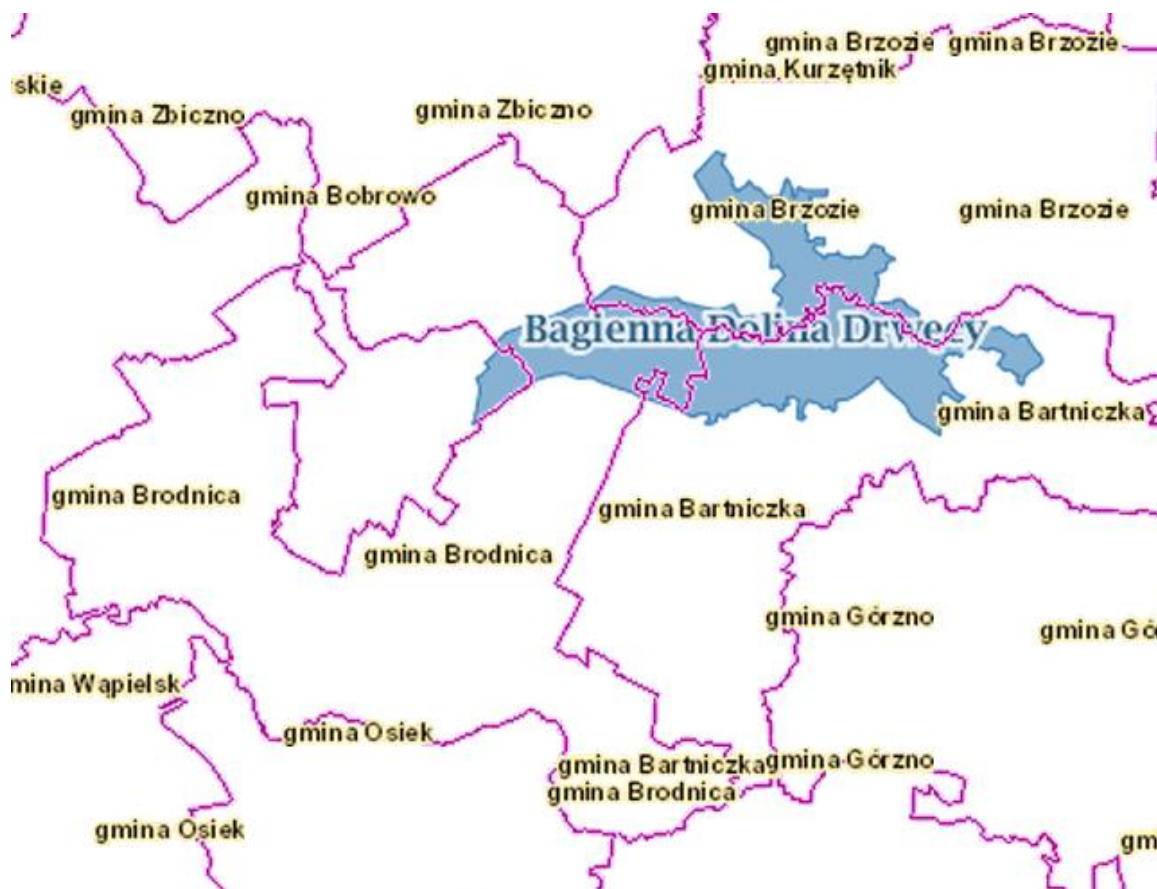 gmina Brzozie gmina Brzozie
gmina Kurzętnik
skie
gmina Zbiczno
gmina Zbiczno
gmina Bobrowo
gmina Brzozie
gmina Brzozie
Bagienna Dolina Drwęcy
gmina Bartniczka
gmina Brodnica
gmina Bartniczka
gmina Brodnica
gmina Górzno
gmina Gó
mina Wąpielsk
gmina Osiek
gmina Bartniczka
gmina Górzno
gmina Brodnica
gmina Osiek
gm